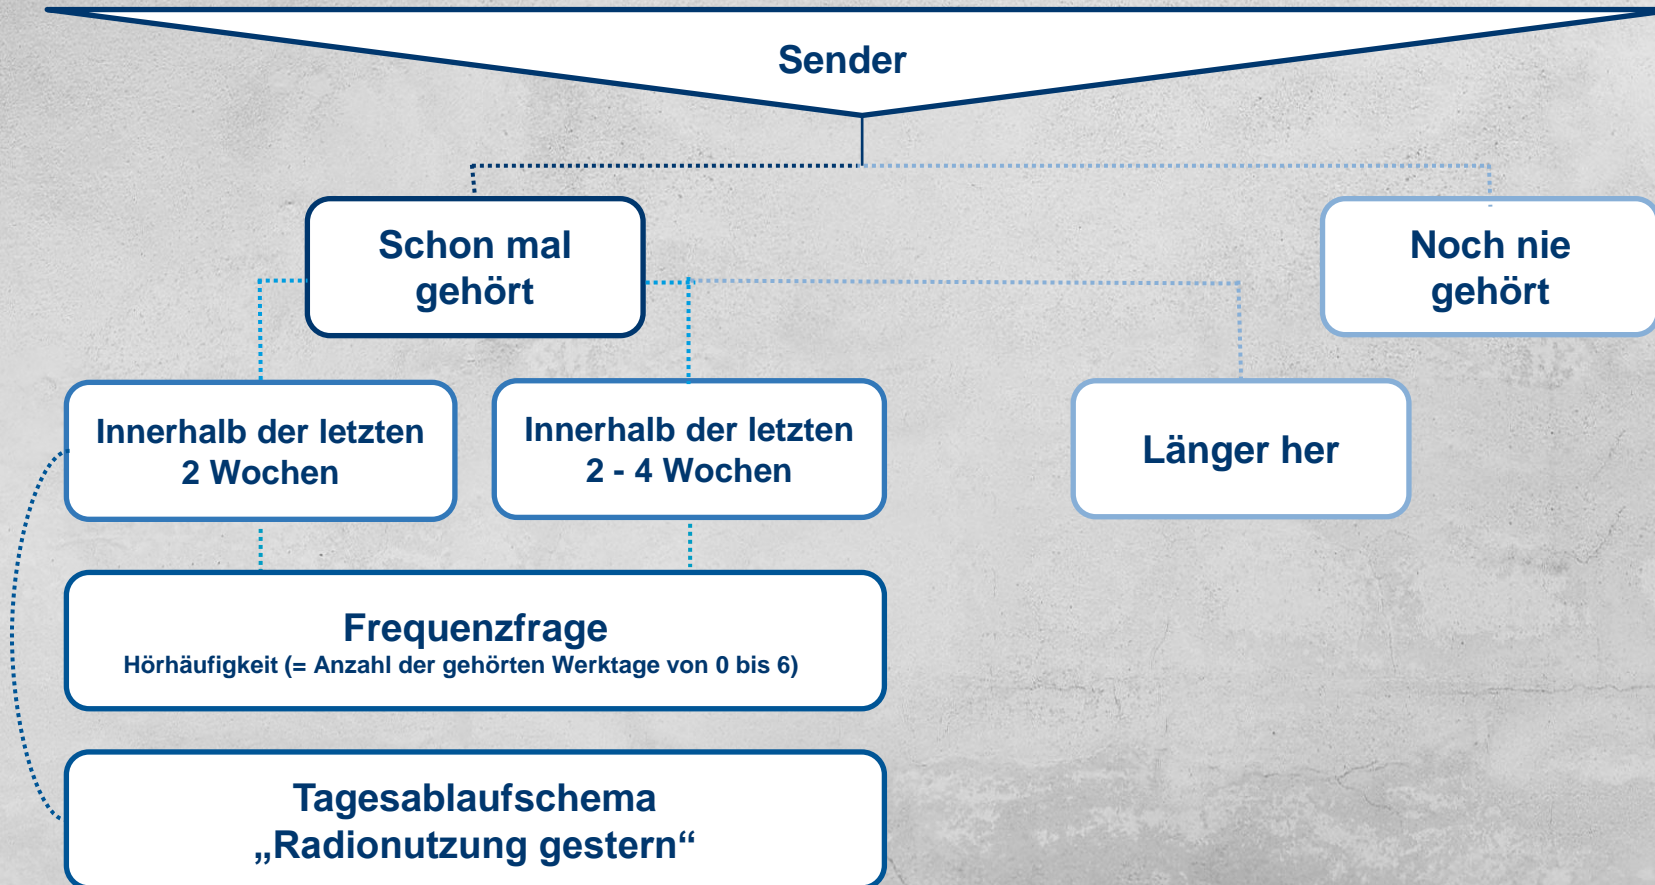 Sender
Schon mal
gehört
Noch nie
gehört
Innerhalb der letzten
2 Wochen
Innerhalb der letzten
2 - 4 Wochen
Länger her
Frequenzfrage
Hörhäufigkeit (= Anzahl der gehörten Werktage von 0 bis 6)
Tagesablaufschema
„Radionutzung gestern“